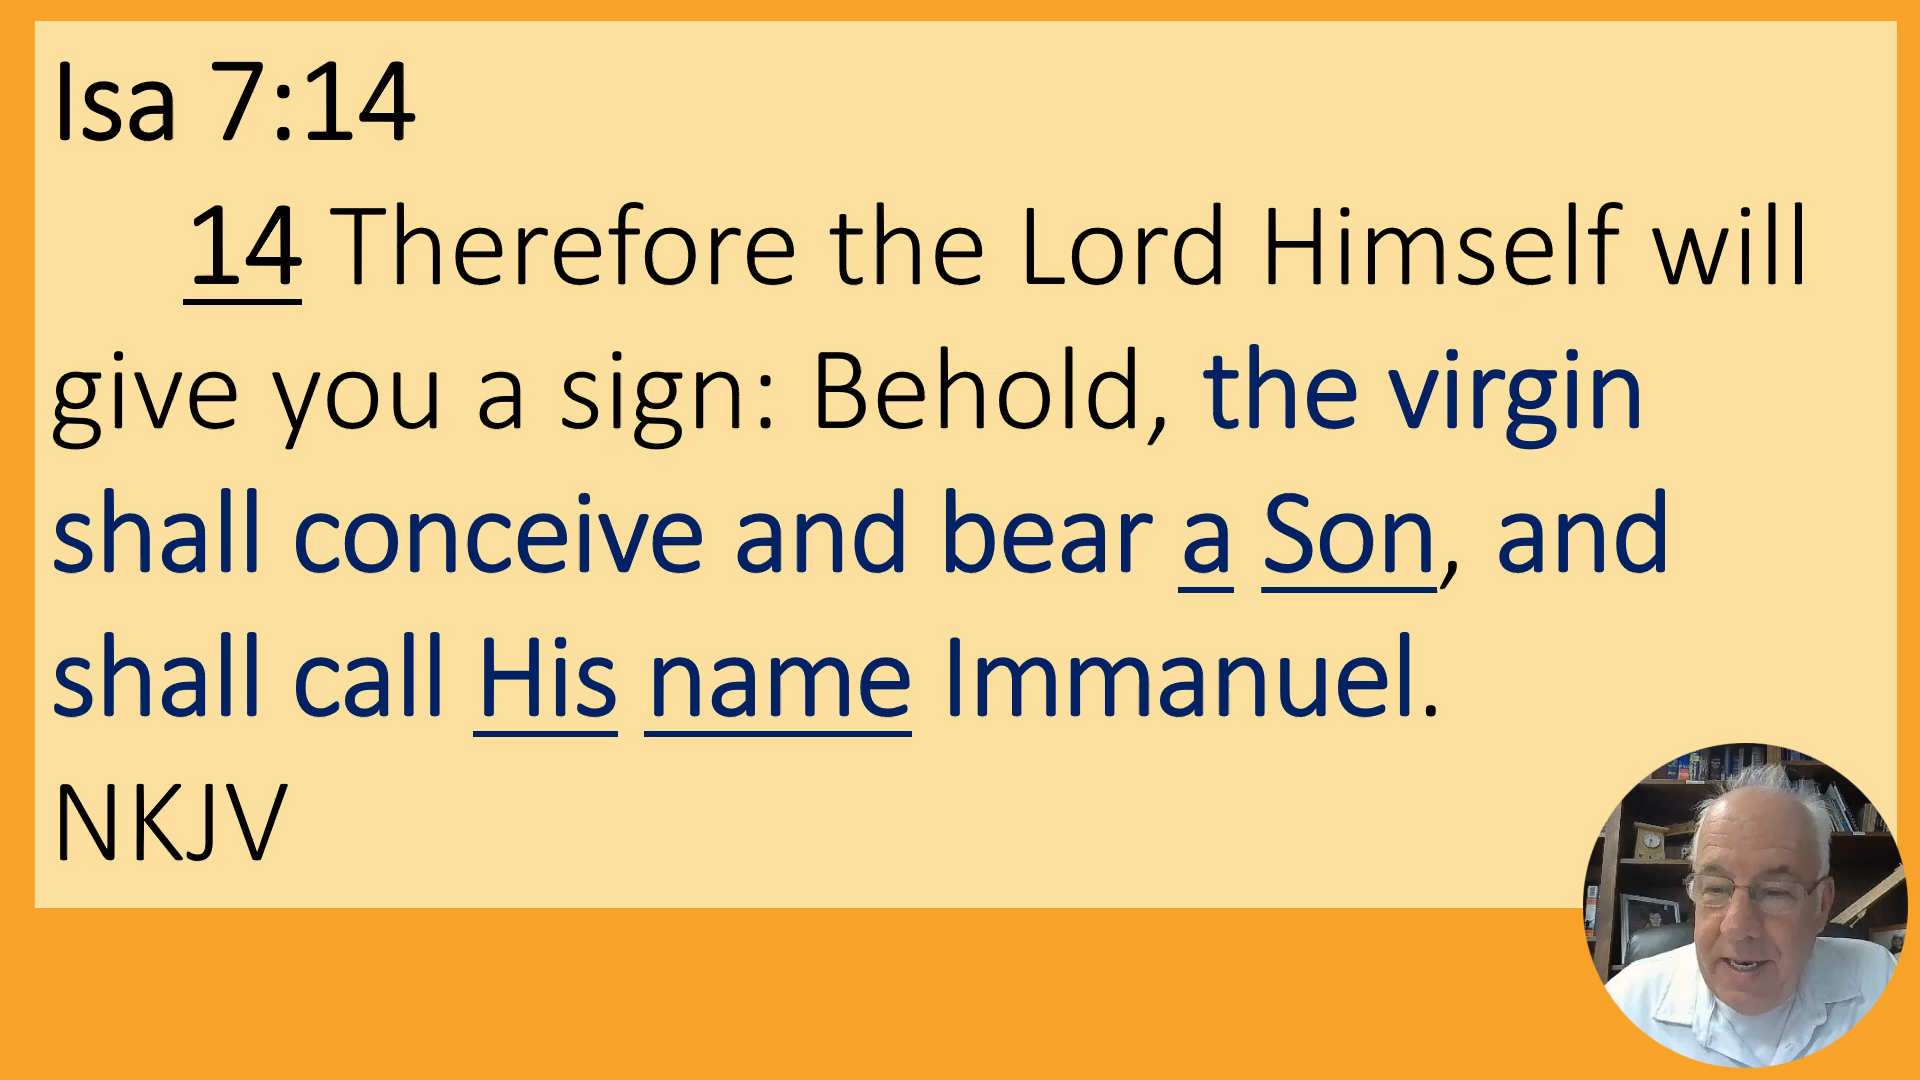 Isa 7:14
14 Therefore the Lord Himself will
give you a sign: Behold, the virgin
shall conceive and bear a Son, and
shall call His name Immanuel.
NKJV